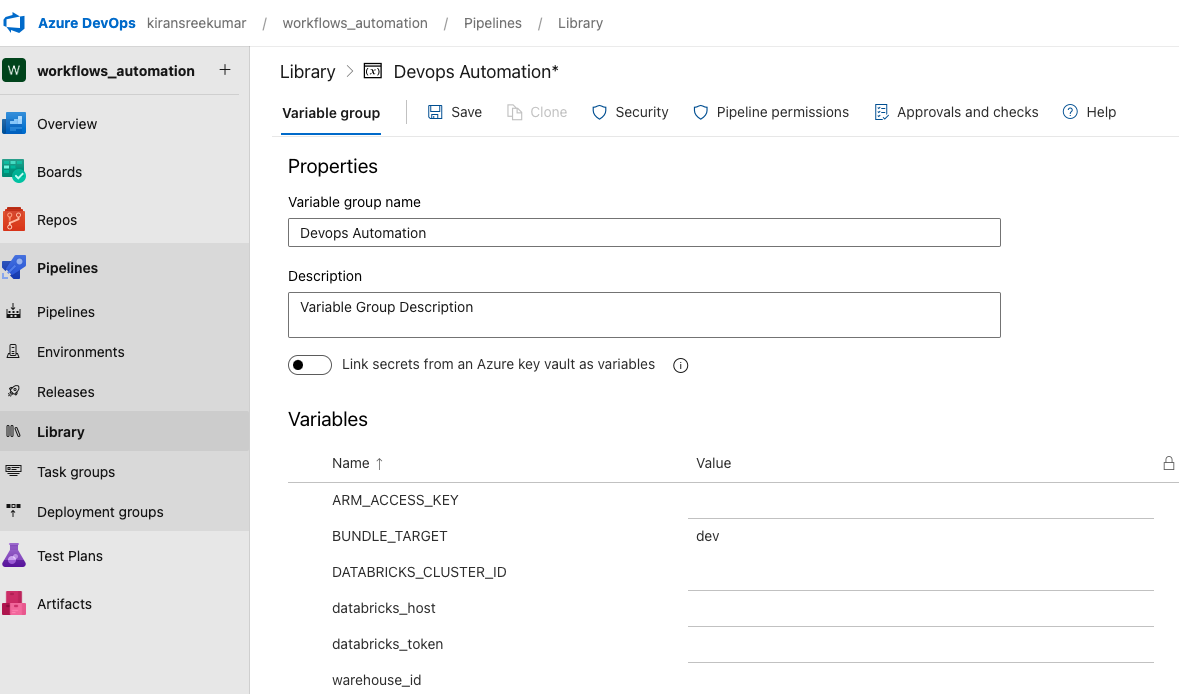 Azure DevOps kiransreekumar / workflows_automation / Pipelines / Library
W workflows_automation +
Overview
Boards
Repos
Pipelines
Pipelines
Environments
Releases
Library
Task groups
Deployment groups
Test Plans
Artifacts
Library > (x) Devops Automation*
Variable group Save Clone Security Pipeline permissions Approvals and checks ? Help
Properties
Variable group name
Devops Automation
Description
Variable Group Description
Link secrets from an Azure key vault as variables i
Variables
Name ↑ Value
ARM_ACCESS_KEY
BUNDLE_TARGET dev
DATABRICKS_CLUSTER_ID
databricks_host
databricks_token
warehouse_id